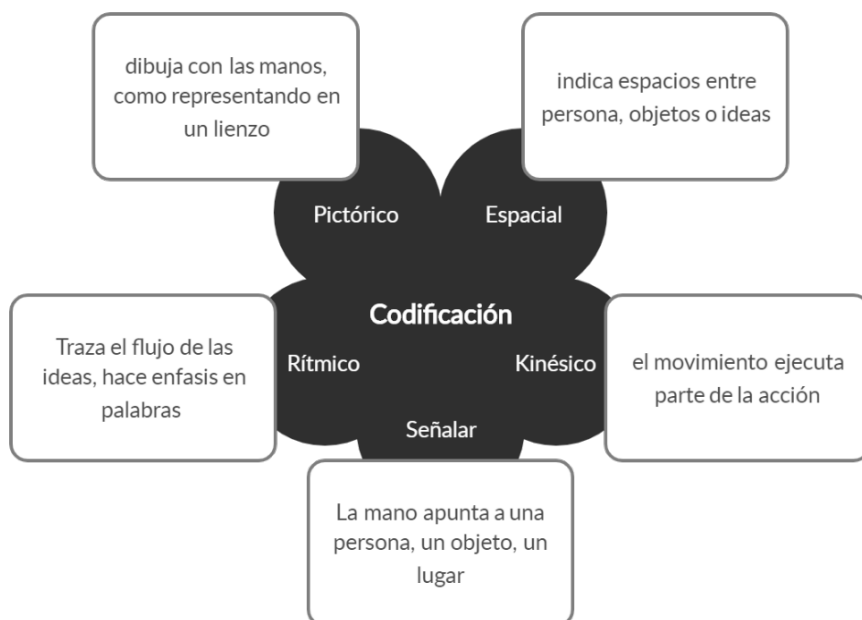 dibuja con las manos,
como representando en
un lienzo
indica espacios entre
persona, objetos o ideas
Pictórico
Espacial
Codificación
Traza el flujo de las
ideas, hace enfasis en
palabras
Rítmico
Kinésico
el movimiento ejecuta
parte de la acción
Señalar
La mano apunta a una
persona, un objeto, un
lugar